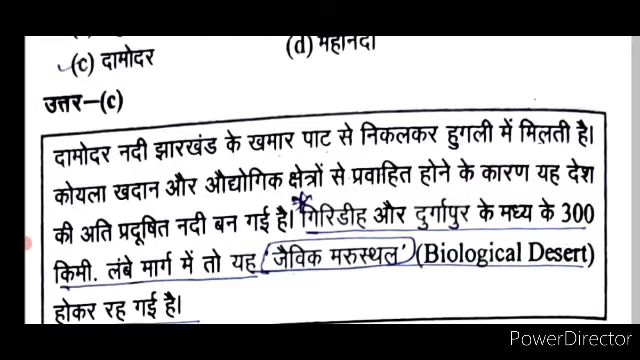 (c) दामोदर
(d) महानदी
उत्तर–(c)
दामोदर नदी झारखंड के खमार पाट से निकलकर हुगली में मिलती है।
कोयला खदान और औद्योगिक क्षेत्रों से प्रवाहित होने के कारण यह देश
की अति प्रदूषित नदी बन गई है। गिरिडीह और दुर्गापुर के मध्य के 300
किमी. लंबे मार्ग में तो यह 'जैविक मरुस्थल' (Biological Desert)
होकर रह गई है।
PowerDirector